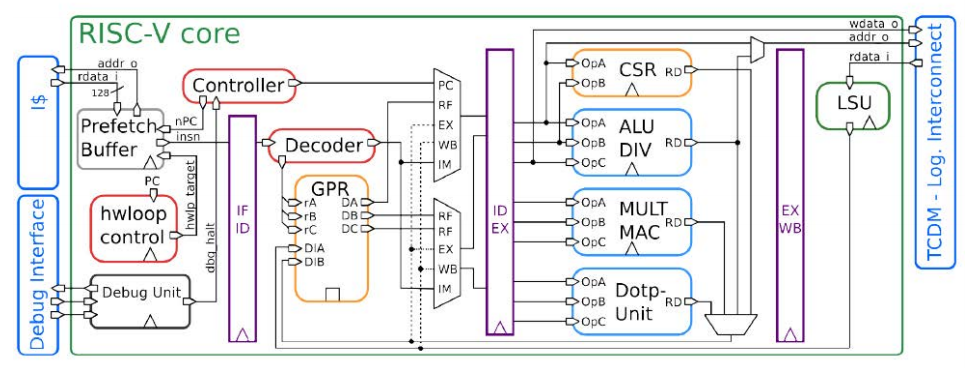 RISC-V core
wdata_o
addr_o
rdata i
TCDM - Log. Interconnect
I$
addr_o
rdata_i
128
Prefetch
Buffer
nPC
insn
PC
hwlp_target
hwloop
control
dbg_halt
Debug Interface
Debug Unit
Controller
IF
ID
Decoder
GPR
rA
rB
rC
DIA
DIB
DA
DB
DC
PC
RF
EX
WB
IM
RF
RF
EX
WB
IM
ID
EX
OpA
OpB
CSR
RD
OpA
OpB
OpC
ALU
DIV
RD
OpA
OpB
OpC
MULT
MAC
RD
OpA
OpB
OpC
Dotp-
Unit
RD
EX
WB
LSU